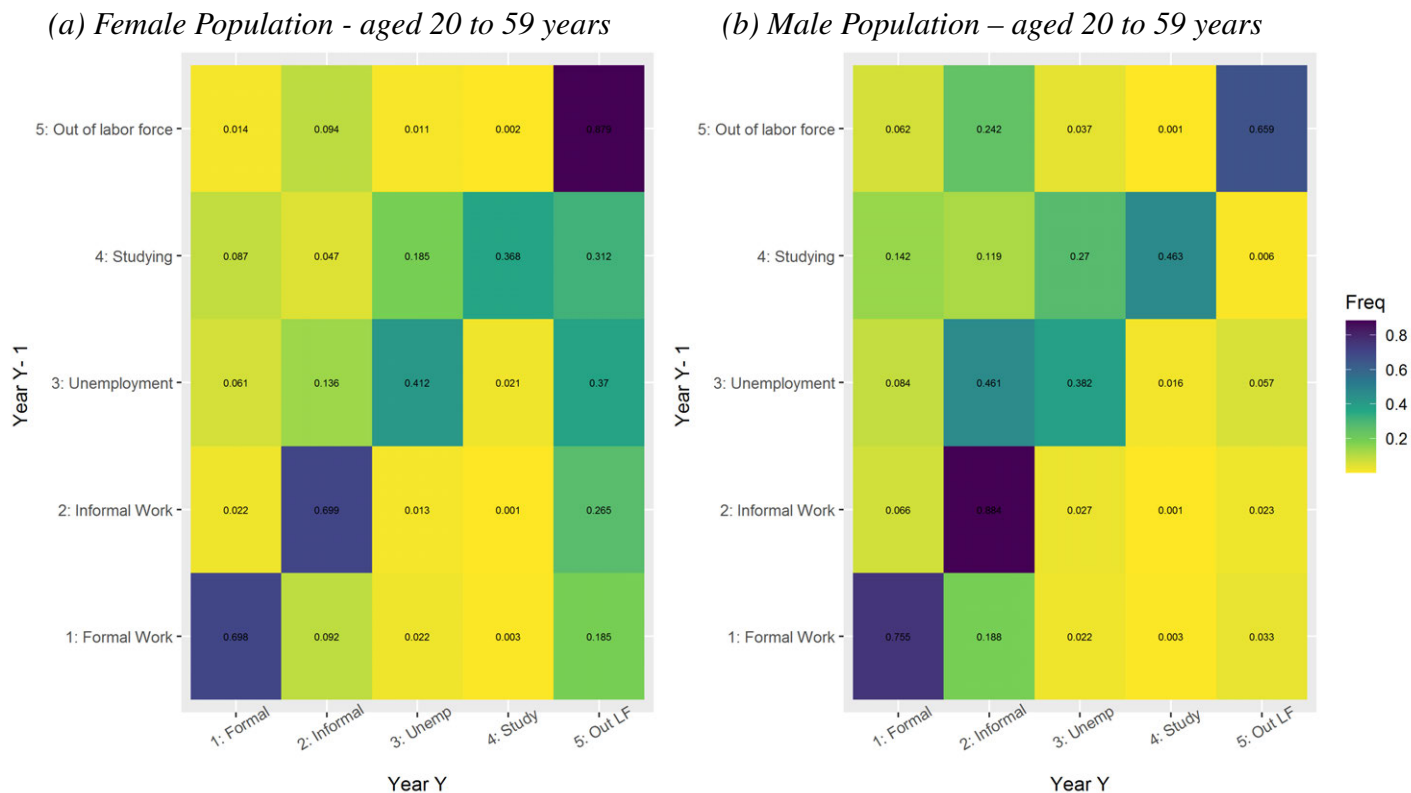 (a) Female Population - aged 20 to 59 years
(b) Male Population – aged 20 to 59 years
Year Y- 1
5: Out of labor force
0.014 0.094 0.011 0.002 0.879
4: Studying
0.087 0.047 0.185 0.368 0.312
3: Unemployment
0.061 0.136 0.412 0.021 0.37
2: Informal Work
0.022 0.699 0.013 0.001 0.265
1: Formal Work
0.698 0.092 0.022 0.003 0.185
1: Formal 2: Informal 3: Unemp 4: Study 5: Out LF
Year Y
Year Y- 1
5: Out of labor force
0.062 0.242 0.037 0.001 0.659
4: Studying
0.142 0.119 0.27 0.463 0.006
3: Unemployment
0.084 0.461 0.382 0.016 0.057
2: Informal Work
0.066 0.884 0.027 0.001 0.023
1: Formal Work
0.755 0.188 0.022 0.003 0.033
1: Formal 2: Informal 3: Unemp 4: Study 5: Out LF
Year Y
Freq
0.8
0.6
0.4
0.2